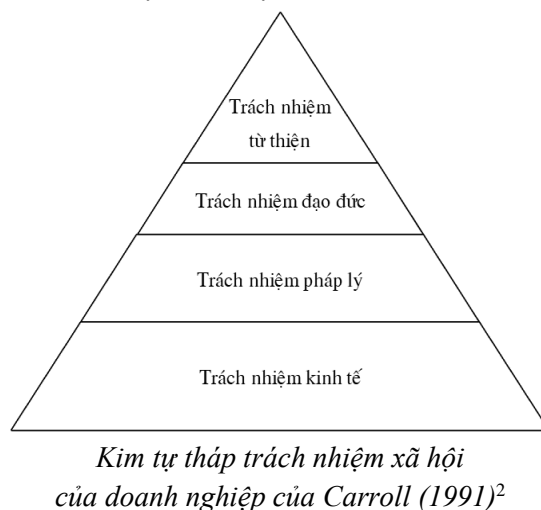 Trách nhiệm
từ thiện
Trách nhiệm đạo đức
Trách nhiệm pháp lý
Trách nhiệm kinh tế
Kim tự tháp trách nhiệm xã hội
của doanh nghiệp của Carroll (1991)²